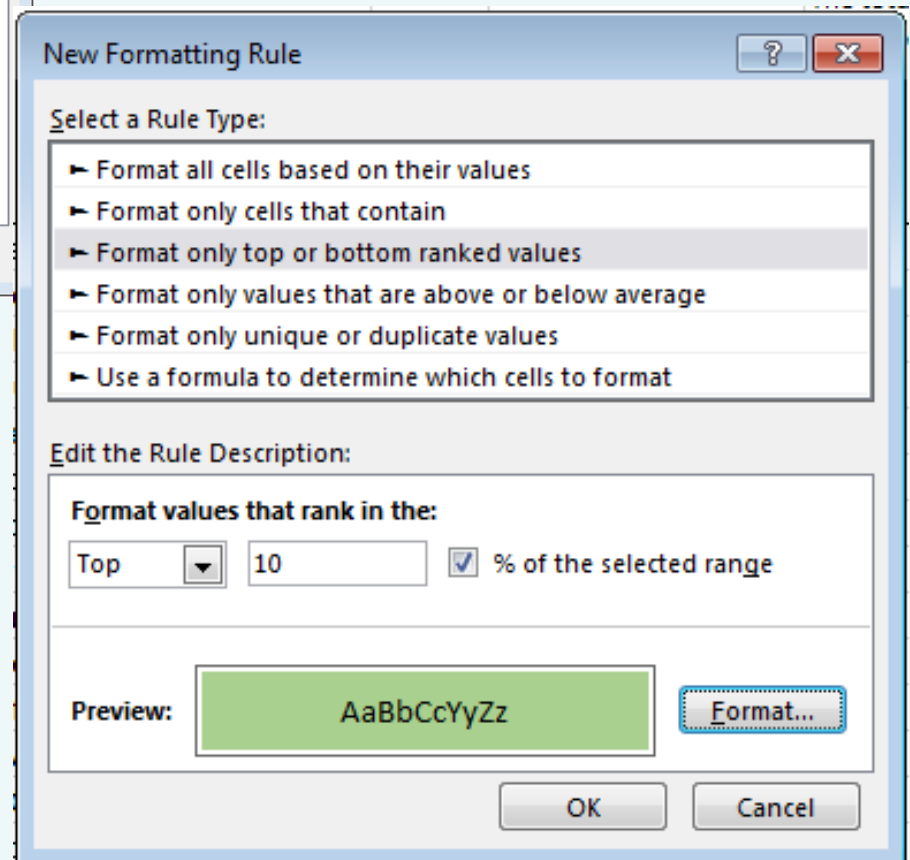 New Formatting Rule
Select a Rule Type:
► Format all cells based on their values
► Format only cells that contain
► Format only top or bottom ranked values
► Format only values that are above or below average
► Format only unique or duplicate values
► Use a formula to determine which cells to format
Edit the Rule Description:
Format values that rank in the:
Top 10 % of the selected range
Preview: AaBbCcYyZz Format...
OK Cancel